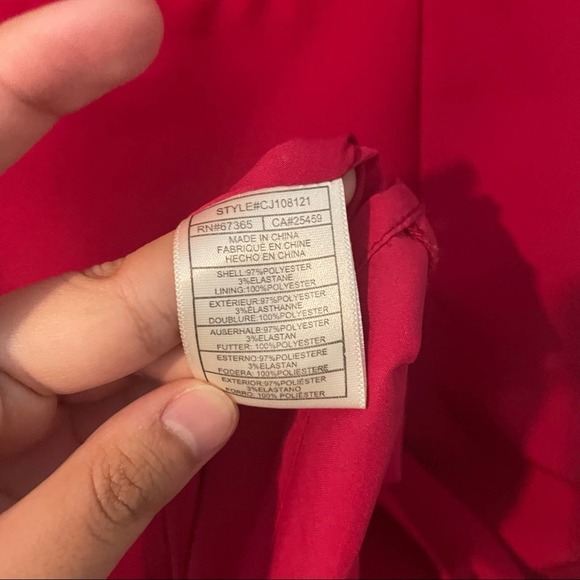 STYLE#CJ108121
RN#67365 CA#25459
MADE IN CHINA
FABRIQUE EN CHINE
HECHO EN CHINA
SHELL:97%POLYESTER
3%ELASTANE
LINING:100%POLYESTER
EXTÉRIEUR:97%POLYESTER
3%ELASTHANNE
DOUBLURE:100%POLYESTER
AUßERHALB:97%POLYESTER
3%ELASTAN
FUTTER: 100%POLYESTER
ESTERNO:97%POLIESTERE
3%ELASTAN
FODERA: 100%POLIESTERE
EXTERIOR:97%POLIÉSTER
3%ELASTANO
FORRO: 100% POLIÉSTER